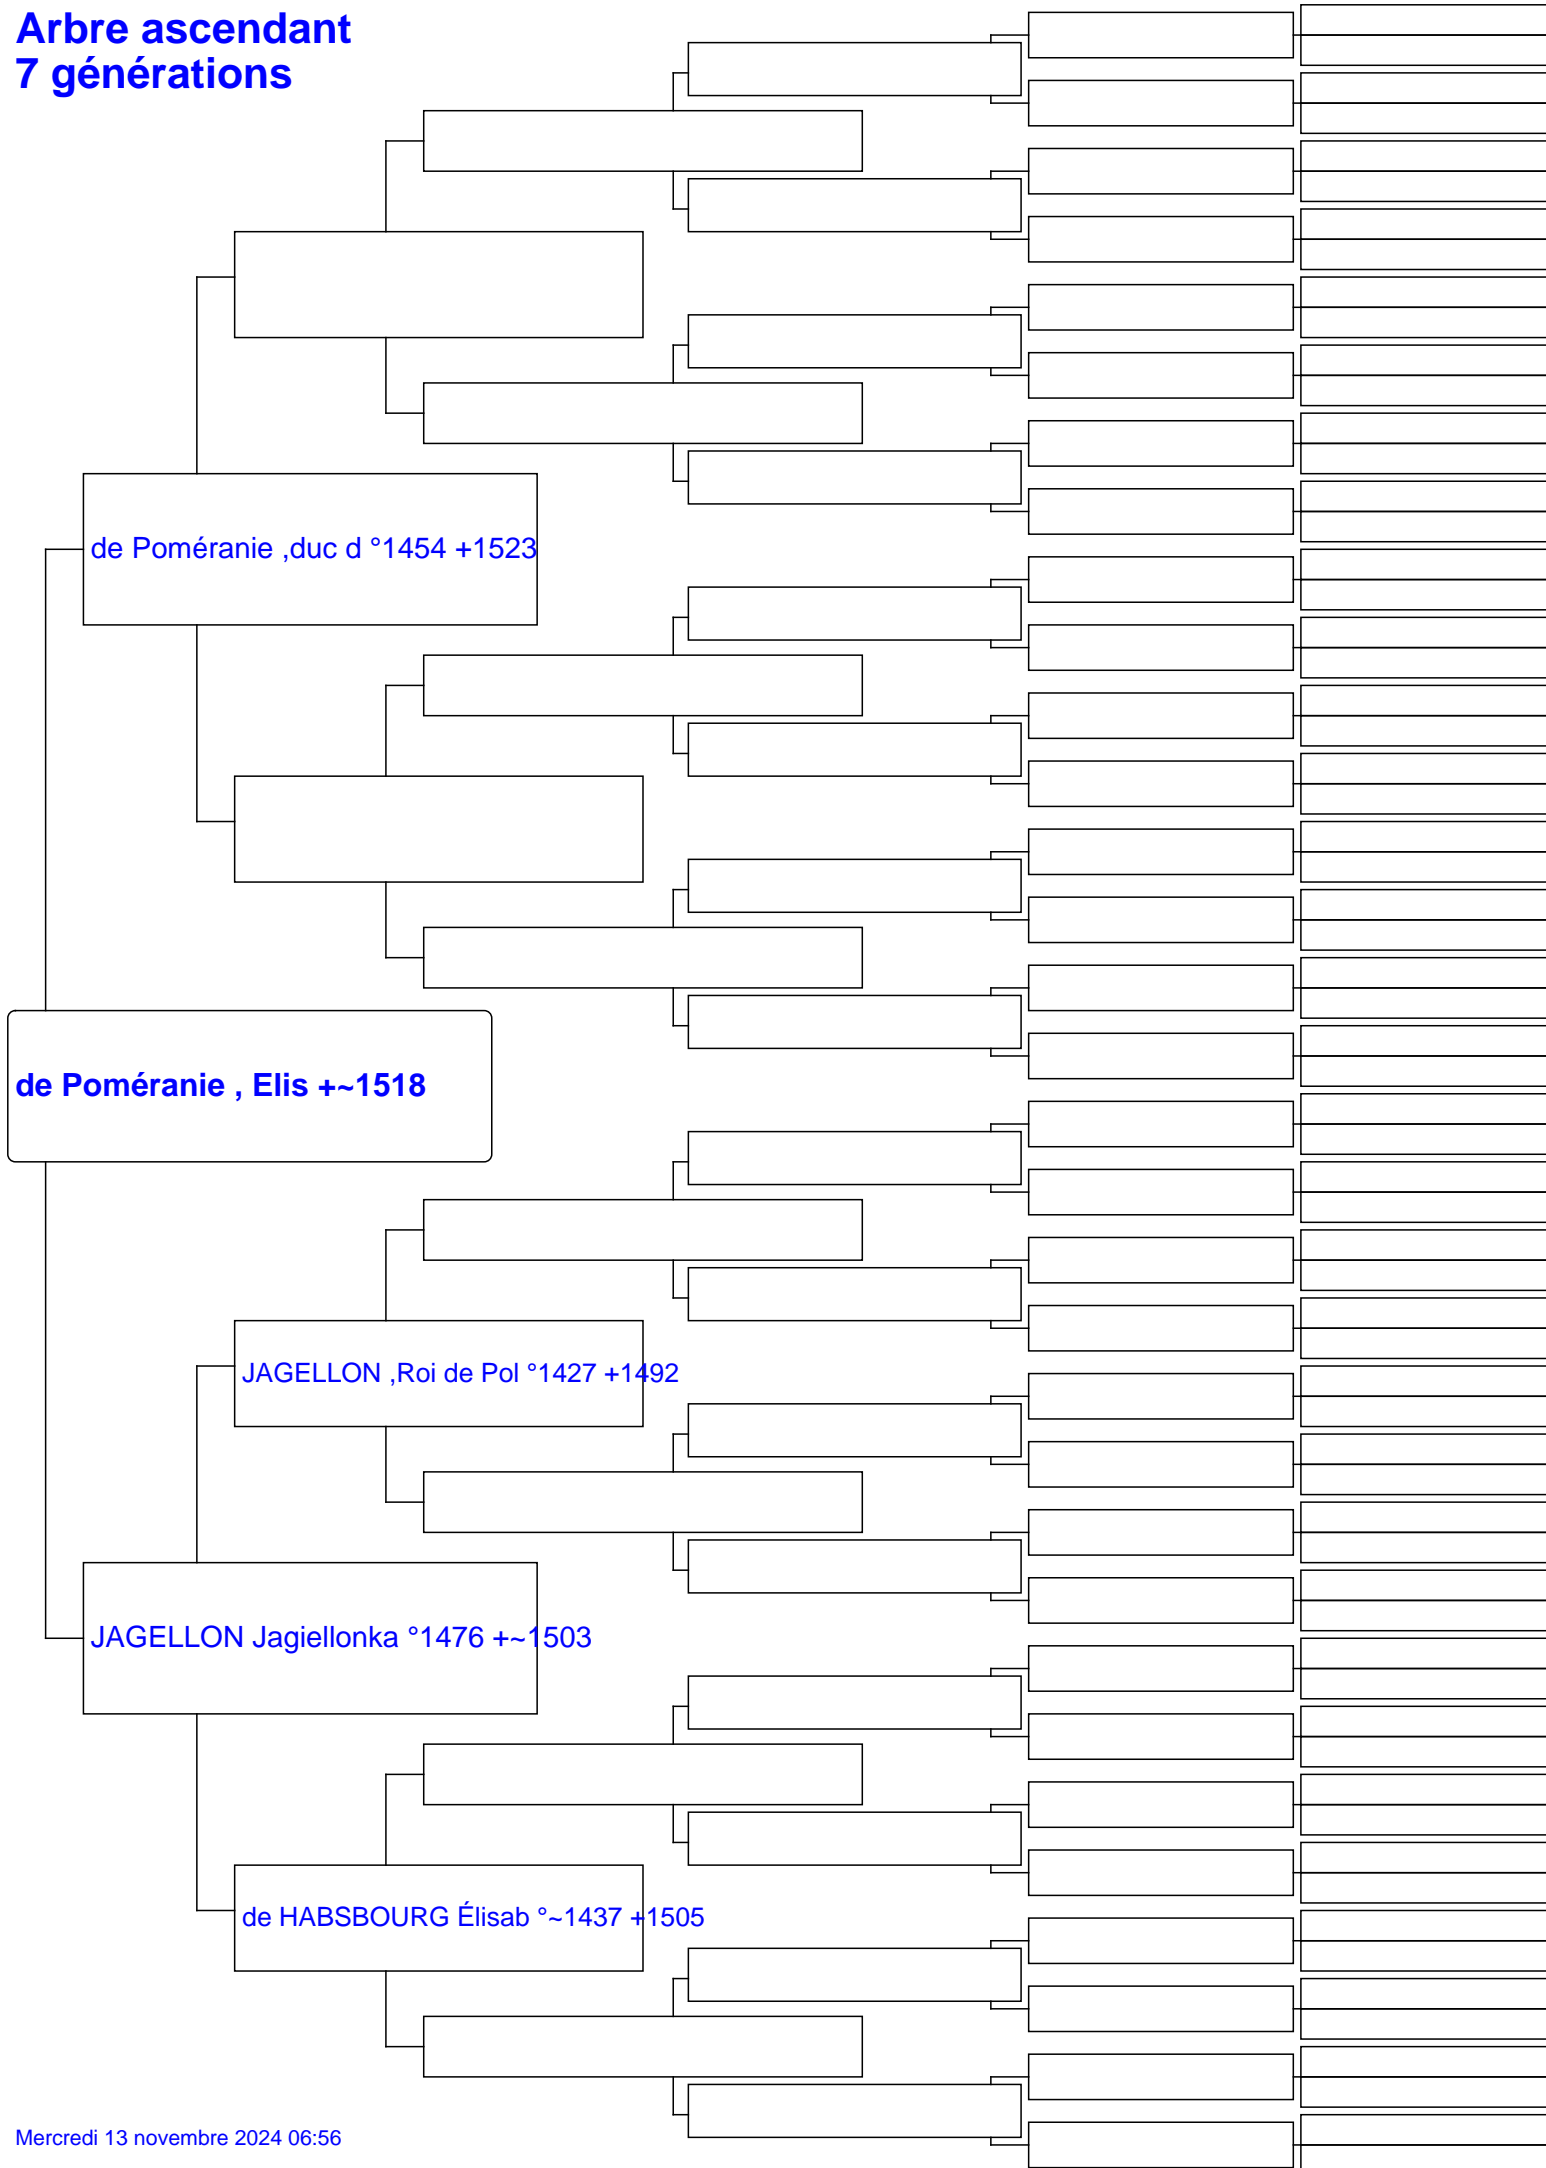 Arbre ascendant
7 générations
de Poméranie ,duc d °1454 +1523
de Poméranie , Elis +~1518
JAGELLON ,Roi de Pol °1427 +1492
JAGELLON Jagiellonka °1476 +~1503
de HABSBOURG Élisab °~1437 +1505
Mercredi 13 novembre 2024 06:56